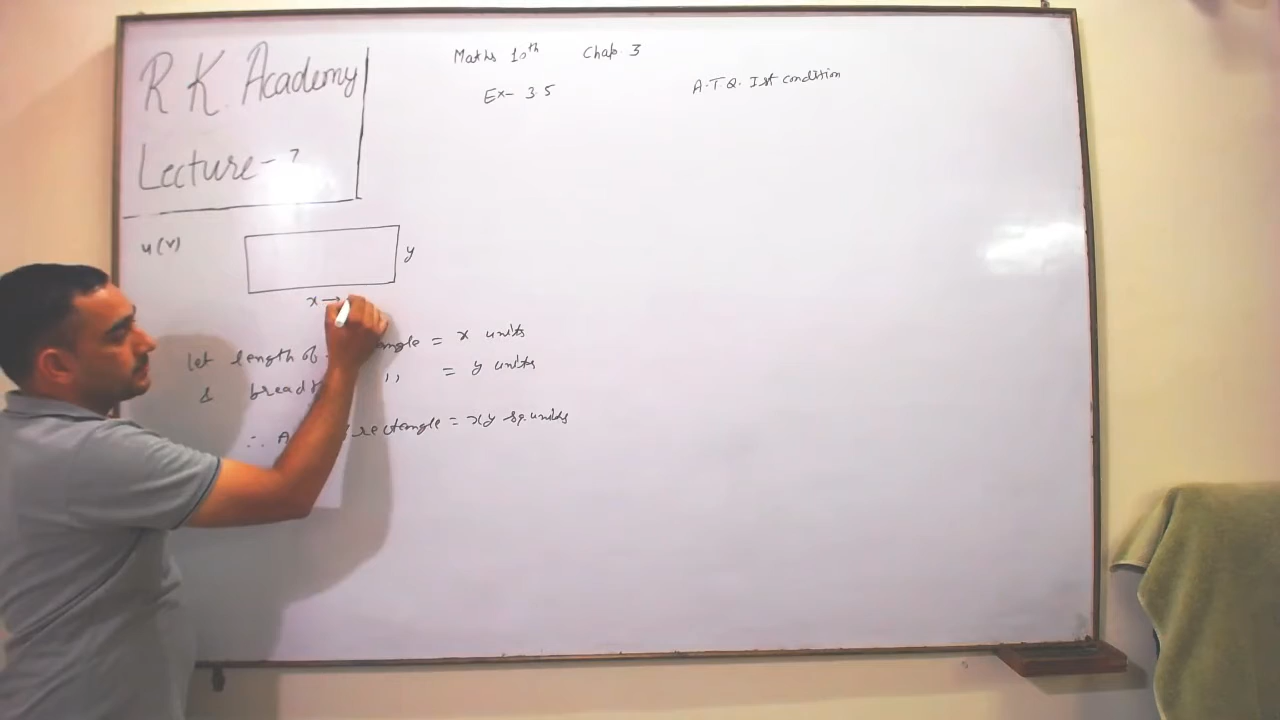 R K. Academy
Lecture - 7
Maths 10th Chap. 3
Ex- 3.5
A.T.Q. Ist condition
4(v)
y
x →
let length of = x units
& ,, = y units
∴ rectangle = xy sq. units